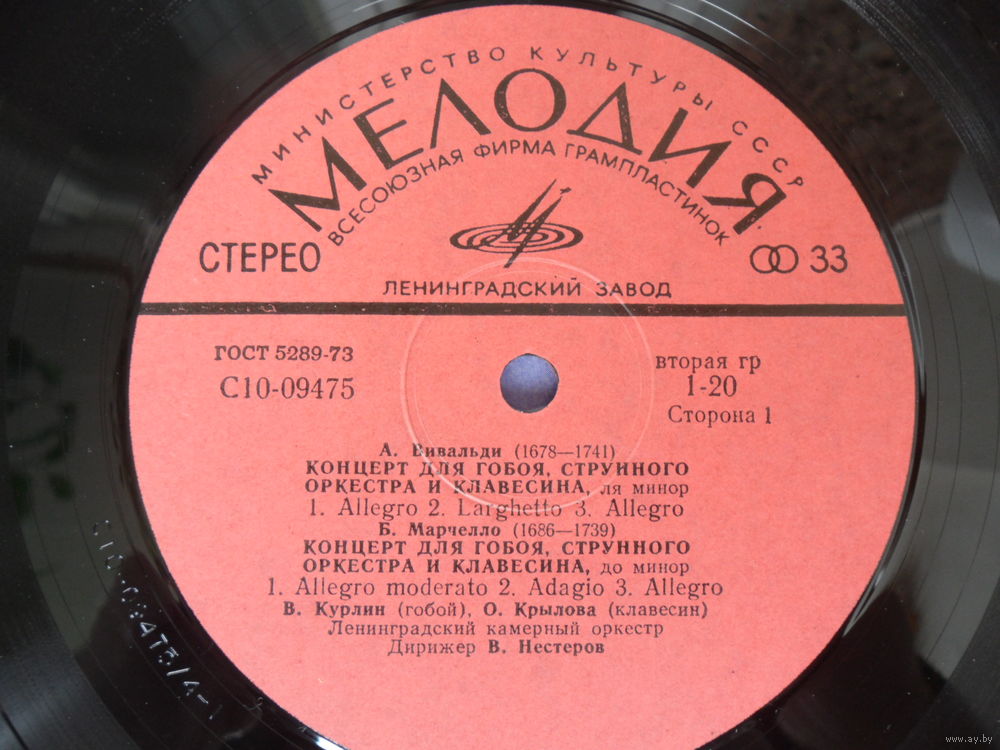 МИНИСТЕРСТВО КУЛЬТУРЫ СССР
МЕЛОДИЯ
ВСЕСОЮЗНАЯ ФИРМА ГРАМПЛАСТИНОК
СТЕРЕО
33
ЛЕНИНГРАДСКИЙ ЗАВОД
ГОСТ 5289-73
С10-09475
вторая гр
1-20
Сторона 1
А. Вивальди (1678—1741)
КОНЦЕРТ ДЛЯ ГОБОЯ, СТРУННОГО
ОРКЕСТРА И КЛАВЕСИНА, ля минор
1. Allegro 2. Larghetto 3. Allegro
Б. Марчелло (1686—1739)
КОНЦЕРТ ДЛЯ ГОБОЯ, СТРУННОГО
ОРКЕСТРА И КЛАВЕСИНА, до минор
1. Allegro moderato 2. Adagio 3. Allegro
В. Курлин (гобой), О. Крылова (клавесин)
Ленинградский камерный оркестр
Дирижер В. Нестеров
www.ay.by